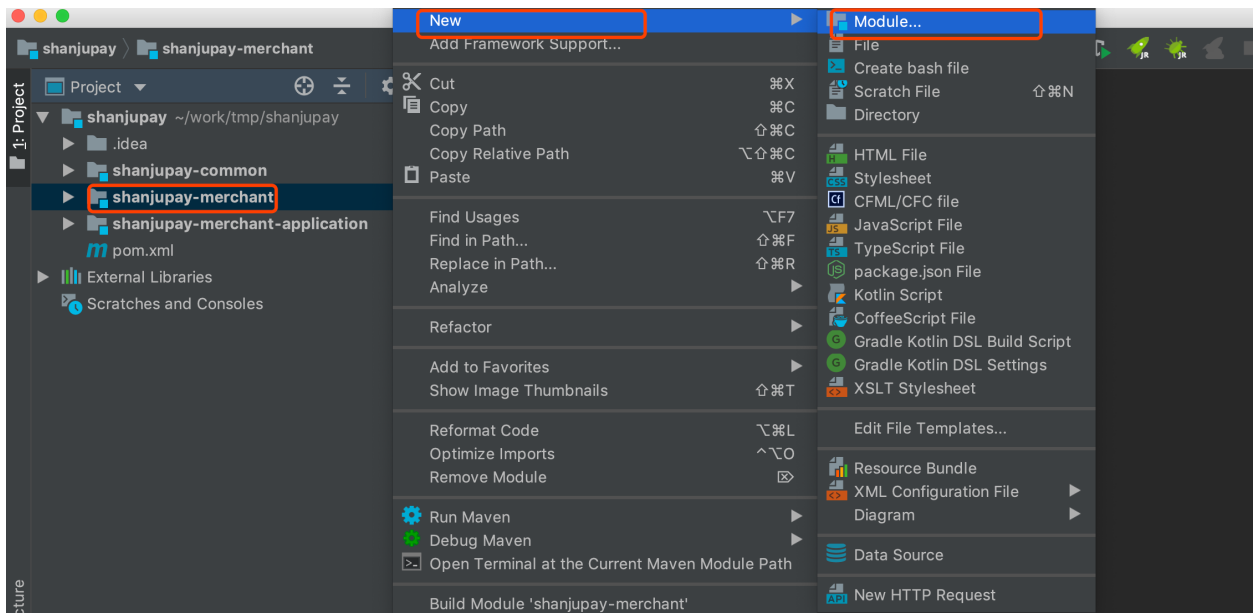 shanjupay
shanjupay-merchant
1: Project
Project
shanjupay ~/work/tmp/shanjupay
.idea
shanjupay-common
shanjupay-merchant
shanjupay-merchant-application
pom.xml
External Libraries
Scratches and Consoles
New
Add Framework Support...
Cut ⌘X
Copy ⌘C
Copy Path ⇧⌘C
Copy Relative Path ⌥⇧⌘C
Paste ⌘V
Find Usages ⌥F7
Find in Path... ⇧⌘F
Replace in Path... ⇧⌘R
Analyze
Refactor
Add to Favorites
Show Image Thumbnails ⇧⌘T
Reformat Code ⌥⌘L
Optimize Imports ^⌥O
Remove Module ⌦
Run Maven
Debug Maven
Open Terminal at the Current Maven Module Path
Build Module 'shanjupay-merchant'
Module...
File
Create bash file
Scratch File ⇧⌘N
Directory
HTML File
Stylesheet
CFML/CFC file
JavaScript File
TypeScript File
package.json File
Kotlin Script
CoffeeScript File
Gradle Kotlin DSL Build Script
Gradle Kotlin DSL Settings
XSLT Stylesheet
Edit File Templates...
Resource Bundle
XML Configuration File
Diagram
Data Source
New HTTP Request